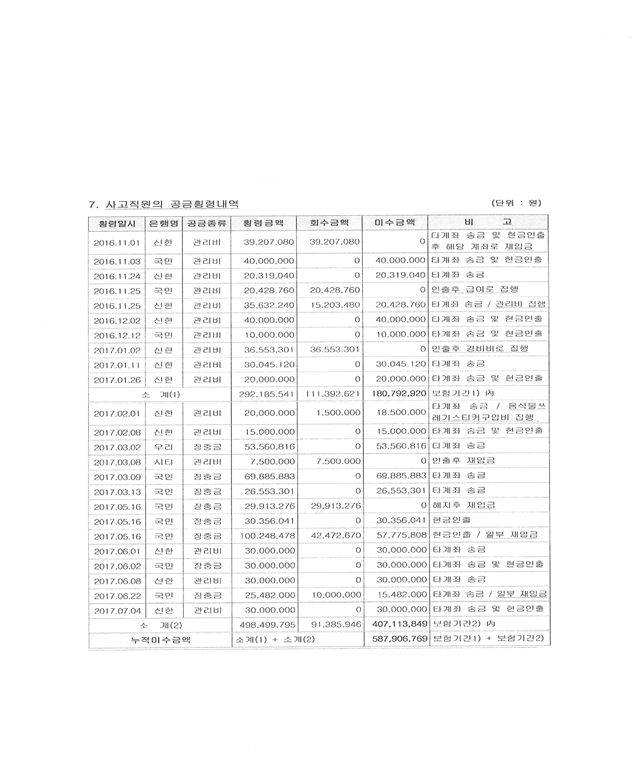 7. 사고직원의 공금횡령내역 (단위 : 원)
횡령일시 은행명 공금종류 횡령금액 회수금액 미수금액 비 고
2016.11.01 신한 관리비 39,207,080 39,207,080 0 타계좌 송금 및 현금인출
후 해당 계좌로 재입금
2016.11.03 국민 관리비 40,000,000 0 40,000,000 타계좌 송금 및 현금인출
2016.11.24 신한 관리비 20,319,040 0 20,319,040 타계좌 송금
2016.11.25 국민 관리비 20,428,760 20,428,760 0 인출후 급여로 집행
2016.11.25 신한 관리비 35,632,240 15,203,480 20,428,760 타계좌 송금 / 관리비 집행
2016.12.02 신한 관리비 40,000,000 0 40,000,000 타계좌 송금 및 현금인출
2016.12.12 국민 관리비 10,000,000 0 10,000,000 타계좌 송금 및 현금인출
2017.01.02 신한 관리비 36,553,301 36,553,301 0 인출후 경비비로 집행
2017.01.11 신한 관리비 30,045,120 0 30,045,120 타계좌 송금
2017.01.26 신한 관리비 20,000,000 0 20,000,000 타계좌 송금 및 현금인출
소 계(1) 292,185,541 111,392,621 180,792,920 보험기간1) 內
2017.02.01 신한 관리비 20,000,000 1,500,000 18,500,000 타계좌 송금 / 음식물쓰
레기스티커구입비 집행
2017.02.08 신한 관리비 15,000,000 0 15,000,000 타계좌 송금 및 현금인출
2017.03.02 우리 장충금 53,560,816 0 53,560,816 타계좌 송금
2017.03.08 시티 관리비 7,500,000 7,500,000 0 인출후 재입금
2017.03.09 국민 장충금 69,885,883 0 69,885,883 타계좌 송금
2017.03.13 국민 장충금 26,553,301 0 26,553,301 타계좌 송금
2017.05.16 국민 장충금 29,913,276 29,913,276 0 해지후 재입금
2017.05.16 국민 장충금 30,356,041 0 30,356,041 현금인출
2017.05.16 국민 장충금 100,248,478 42,472,670 57,775,808 현금인출 / 일부 재입금
2017.06.01 신한 관리비 30,000,000 0 30,000,000 타계좌 송금
2017.06.02 국민 장충금 30,000,000 0 30,000,000 타계좌 송금 및 현금인출
2017.06.08 신한 관리비 30,000,000 0 30,000,000 타계좌 송금
2017.06.22 국민 장충금 25,482,000 10,000,000 15,482,000 타계좌 송금 / 일부 재입금
2017.07.04 신한 관리비 30,000,000 0 30,000,000 타계좌 송금 및 현금인출
소 계(2) 498,499,795 91,385,946 407,113,849 보험기간2) 內
누적미수금액 소계(1) + 소계(2) 587,906,769 보험기간1) + 보험기간2)